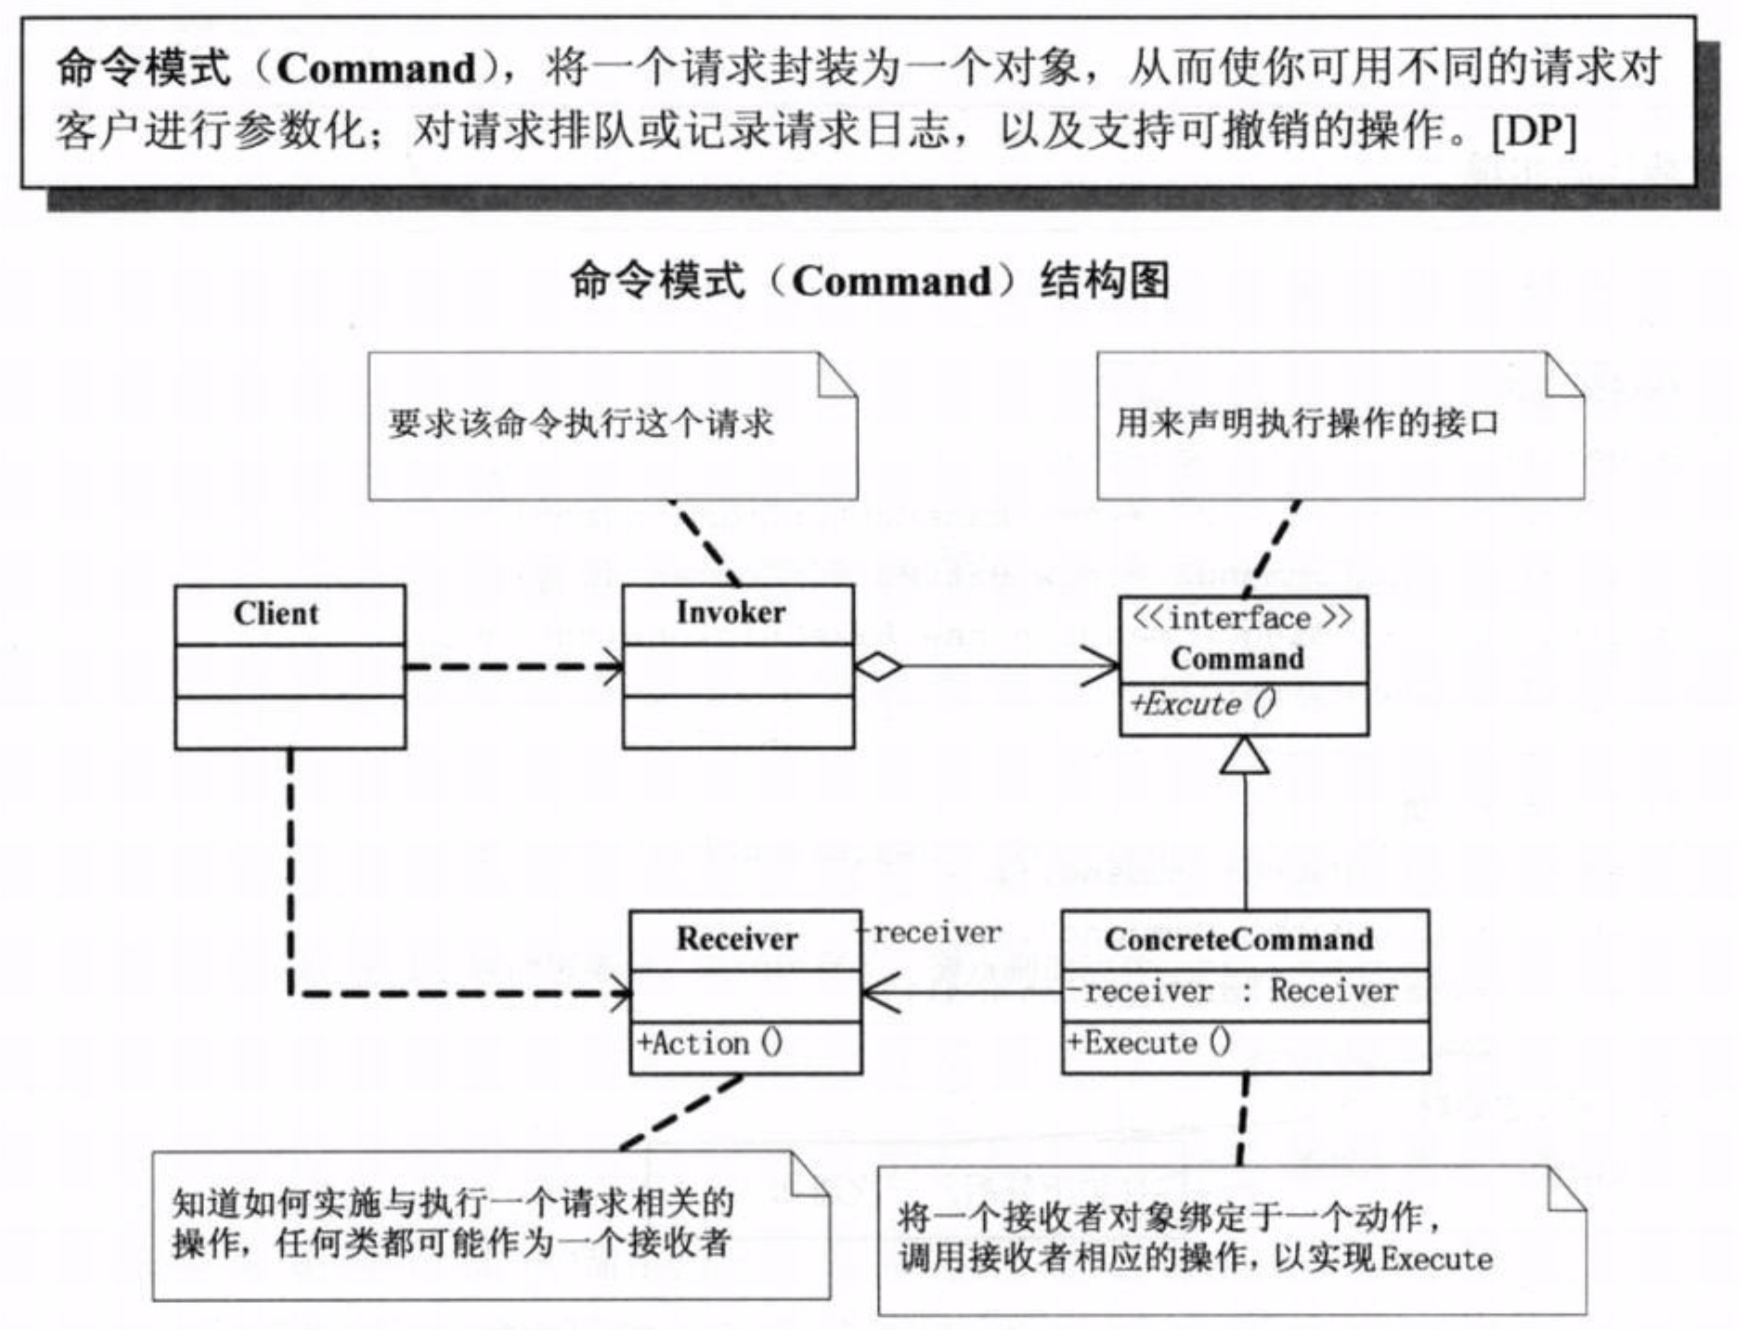 命令模式（Command），将一个请求封装为一个对象，从而使你可用不同的请求对
客户进行参数化；对请求排队或记录请求日志，以及支持可撤销的操作。[DP]
命令模式（Command）结构图
要求该命令执行这个请求
用来声明执行操作的接口
Client
Invoker
<<interface>>
Command
+Excute()
Receiver
+Action()
-receiver
ConcreteCommand
-receiver : Receiver
+Execute()
知道如何实施与执行一个请求相关的
操作，任何类都可能作为一个接收者
将一个接收者对象绑定于一个动作，
调用接收者相应的操作，以实现Execute